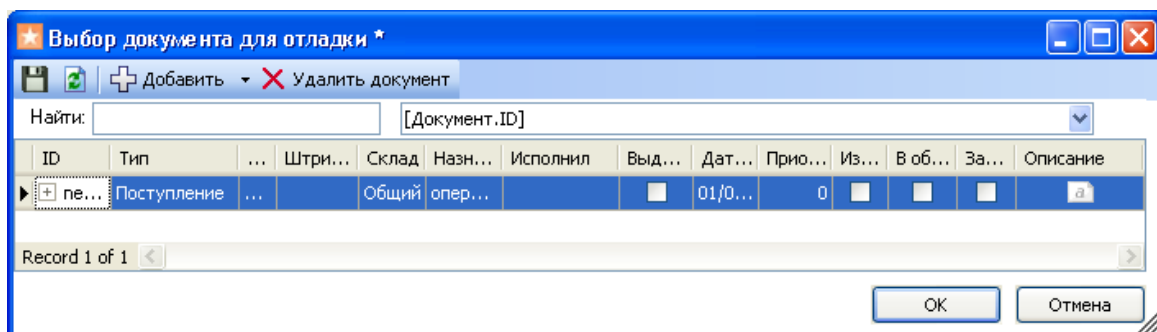 Выбор документа для отладки *
Добавить Удалить документ
Найти: [Документ.ID]
ID Тип ... Штри... Склад Назн... Исполнил Выд... Дат... Прио... Из... В об... За... Описание
пе... Поступление ... Общий опер... 01/0... 0 a
Record 1 of 1
OK Отмена